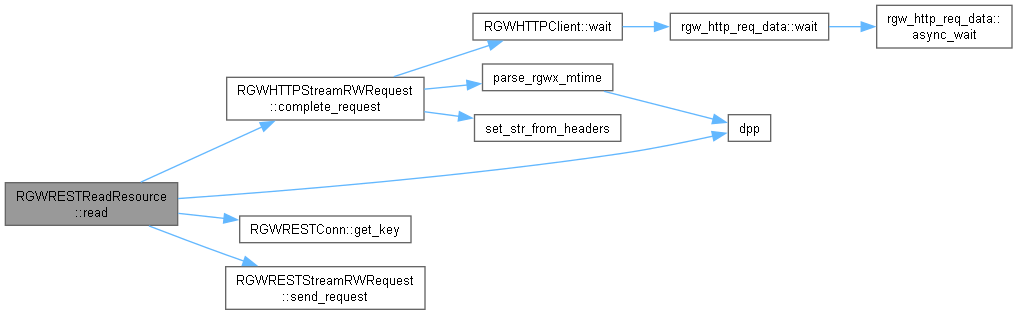 RGWRESTReadResource
::read
RGWHTTPStreamRWRequest
::complete_request
RGWHTTPClient::wait
rgw_http_req_data::wait
rgw_http_req_data::
async_wait
parse_rgwx_mtime
dpp
set_str_from_headers
RGWRESTConn::get_key
RGWRESTStreamRWRequest
::send_request